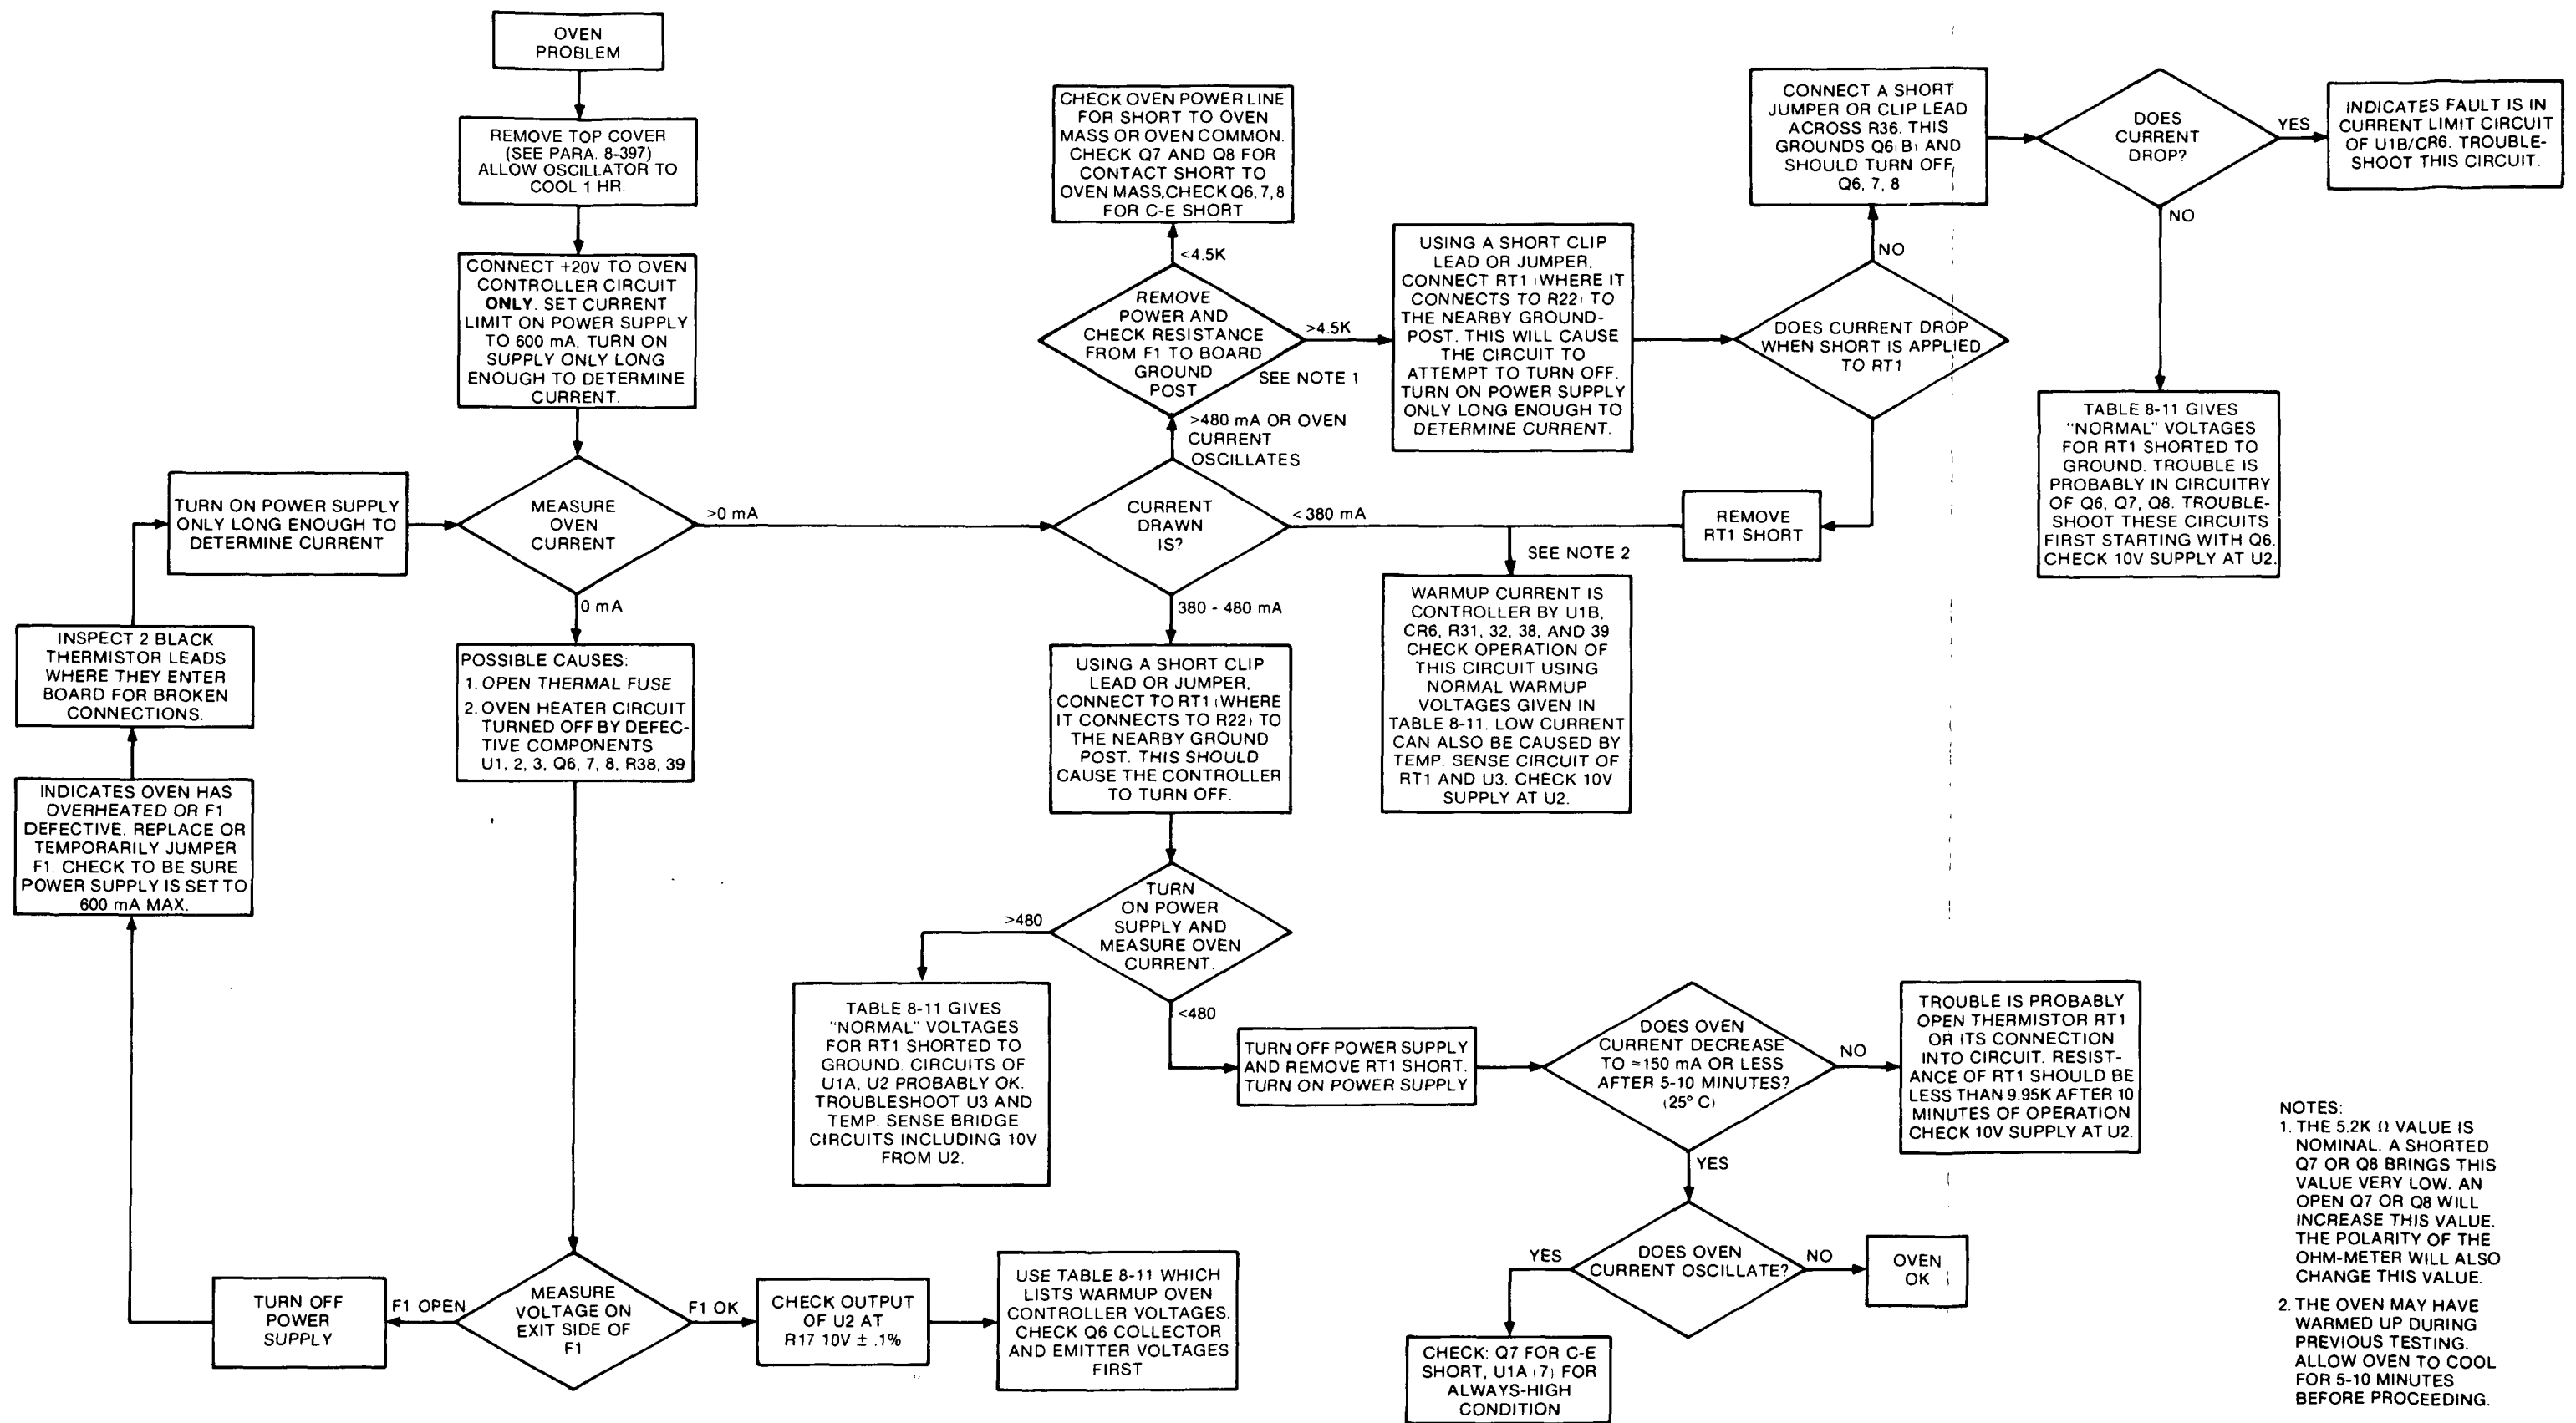 OVEN
PROBLEM
REMOVE TOP COVER
(SEE PARA. 8-397)
ALLOW OSCILLATOR TO
COOL 1 HR.
CONNECT +20V TO OVEN
CONTROLLER CIRCUIT
ONLY. SET CURRENT
LIMIT ON POWER SUPPLY
TO 600 mA. TURN ON
SUPPLY ONLY LONG
ENOUGH TO DETERMINE
CURRENT.
TURN ON POWER SUPPLY
ONLY LONG ENOUGH TO
DETERMINE CURRENT
MEASURE
OVEN
CURRENT
>0 mA
0 mA
INSPECT 2 BLACK
THERMISTOR LEADS
WHERE THEY ENTER
BOARD FOR BROKEN
CONNECTIONS.
POSSIBLE CAUSES:
1. OPEN THERMAL FUSE
2. OVEN HEATER CIRCUIT
TURNED OFF BY DEFEC-
TIVE COMPONENTS
U1, 2, 3, Q6, 7, 8, R38, 39
INDICATES OVEN HAS
OVERHEATED OR F1
DEFECTIVE. REPLACE OR
TEMPORARILY JUMPER
F1. CHECK TO BE SURE
POWER SUPPLY IS SET TO
600 mA MAX.
TURN OFF
POWER
SUPPLY
F1 OPEN
MEASURE
VOLTAGE ON
EXIT SIDE OF
F1
F1 OK
CHECK OUTPUT
OF U2 AT
R17 10V ± .1%
USE TABLE 8-11 WHICH
LISTS WARMUP OVEN
CONTROLLER VOLTAGES.
CHECK Q6 COLLECTOR
AND EMITTER VOLTAGES
FIRST
CHECK OVEN POWER LINE
FOR SHORT TO OVEN
MASS OR OVEN COMMON.
CHECK Q7 AND Q8 FOR
CONTACT SHORT TO
OVEN MASS,CHECK Q6, 7, 8
FOR C-E SHORT
<4.5K
REMOVE
POWER AND
CHECK RESISTANCE
FROM F1 TO BOARD
GROUND
POST
>4.5K
SEE NOTE 1
>480 mA OR OVEN
CURRENT
OSCILLATES
CURRENT
DRAWN
IS?
< 380 mA
380 - 480 mA
USING A SHORT CLIP
LEAD OR JUMPER,
CONNECT RT1 (WHERE IT
CONNECTS TO R22) TO
THE NEARBY GROUND-
POST. THIS WILL CAUSE
THE CIRCUIT TO
ATTEMPT TO TURN OFF.
TURN ON POWER SUPPLY
ONLY LONG ENOUGH TO
DETERMINE CURRENT.
DOES CURRENT DROP
WHEN SHORT IS APPLIED
TO RT1
NO
CONNECT A SHORT
JUMPER OR CLIP LEAD
ACROSS R36. THIS
GROUNDS Q6(B) AND
SHOULD TURN OFF
Q6, 7, 8
DOES
CURRENT
DROP?
YES
INDICATES FAULT IS IN
CURRENT LIMIT CIRCUIT
OF U1B/CR6. TROUBLE-
SHOOT THIS CIRCUIT.
NO
TABLE 8-11 GIVES
"NORMAL" VOLTAGES
FOR RT1 SHORTED TO
GROUND. TROUBLE IS
PROBABLY IN CIRCUITRY
OF Q6, Q7, Q8. TROUBLE-
SHOOT THESE CIRCUITS
FIRST STARTING WITH Q6.
CHECK 10V SUPPLY AT U2.
REMOVE
RT1 SHORT
SEE NOTE 2
WARMUP CURRENT IS
CONTROLLER BY U1B,
CR6, R31, 32, 38, AND 39
CHECK OPERATION OF
THIS CIRCUIT USING
NORMAL WARMUP
VOLTAGES GIVEN IN
TABLE 8-11. LOW CURRENT
CAN ALSO BE CAUSED BY
TEMP. SENSE CIRCUIT OF
RT1 AND U3. CHECK 10V
SUPPLY AT U2.
USING A SHORT CLIP
LEAD OR JUMPER,
CONNECT TO RT1 (WHERE
IT CONNECTS TO R22) TO
THE NEARBY GROUND
POST. THIS SHOULD
CAUSE THE CONTROLLER
TO TURN OFF.
TURN
ON POWER
SUPPLY AND
MEASURE OVEN
CURRENT.
>480
<480
TABLE 8-11 GIVES
"NORMAL" VOLTAGES
FOR RT1 SHORTED TO
GROUND. CIRCUITS OF
U1A, U2 PROBABLY OK.
TROUBLESHOOT U3 AND
TEMP. SENSE BRIDGE
CIRCUITS INCLUDING 10V
FROM U2.
TURN OFF POWER SUPPLY
AND REMOVE RT1 SHORT.
TURN ON POWER SUPPLY
DOES OVEN
CURRENT DECREASE
TO ≈150 mA OR LESS
AFTER 5-10 MINUTES?
(25° C)
NO
TROUBLE IS PROBABLY
OPEN THERMISTOR RT1
OR ITS CONNECTION
INTO CIRCUIT. RESIST-
ANCE OF RT1 SHOULD BE
LESS THAN 9.95K AFTER 10
MINUTES OF OPERATION
CHECK 10V SUPPLY AT U2.
YES
DOES OVEN
CURRENT OSCILLATE?
YES
NO
OVEN
OK
CHECK: Q7 FOR C-E
SHORT, U1A (7) FOR
ALWAYS-HIGH
CONDITION
NOTES:
1. THE 5.2K Ω VALUE IS
NOMINAL. A SHORTED
Q7 OR Q8 BRINGS THIS
VALUE VERY LOW. AN
OPEN Q7 OR Q8 WILL
INCREASE THIS VALUE.
THE POLARITY OF THE
OHM-METER WILL ALSO
CHANGE THIS VALUE.
2. THE OVEN MAY HAVE
WARMED UP DURING
PREVIOUS TESTING.
ALLOW OVEN TO COOL
FOR 5-10 MINUTES
BEFORE PROCEEDING.